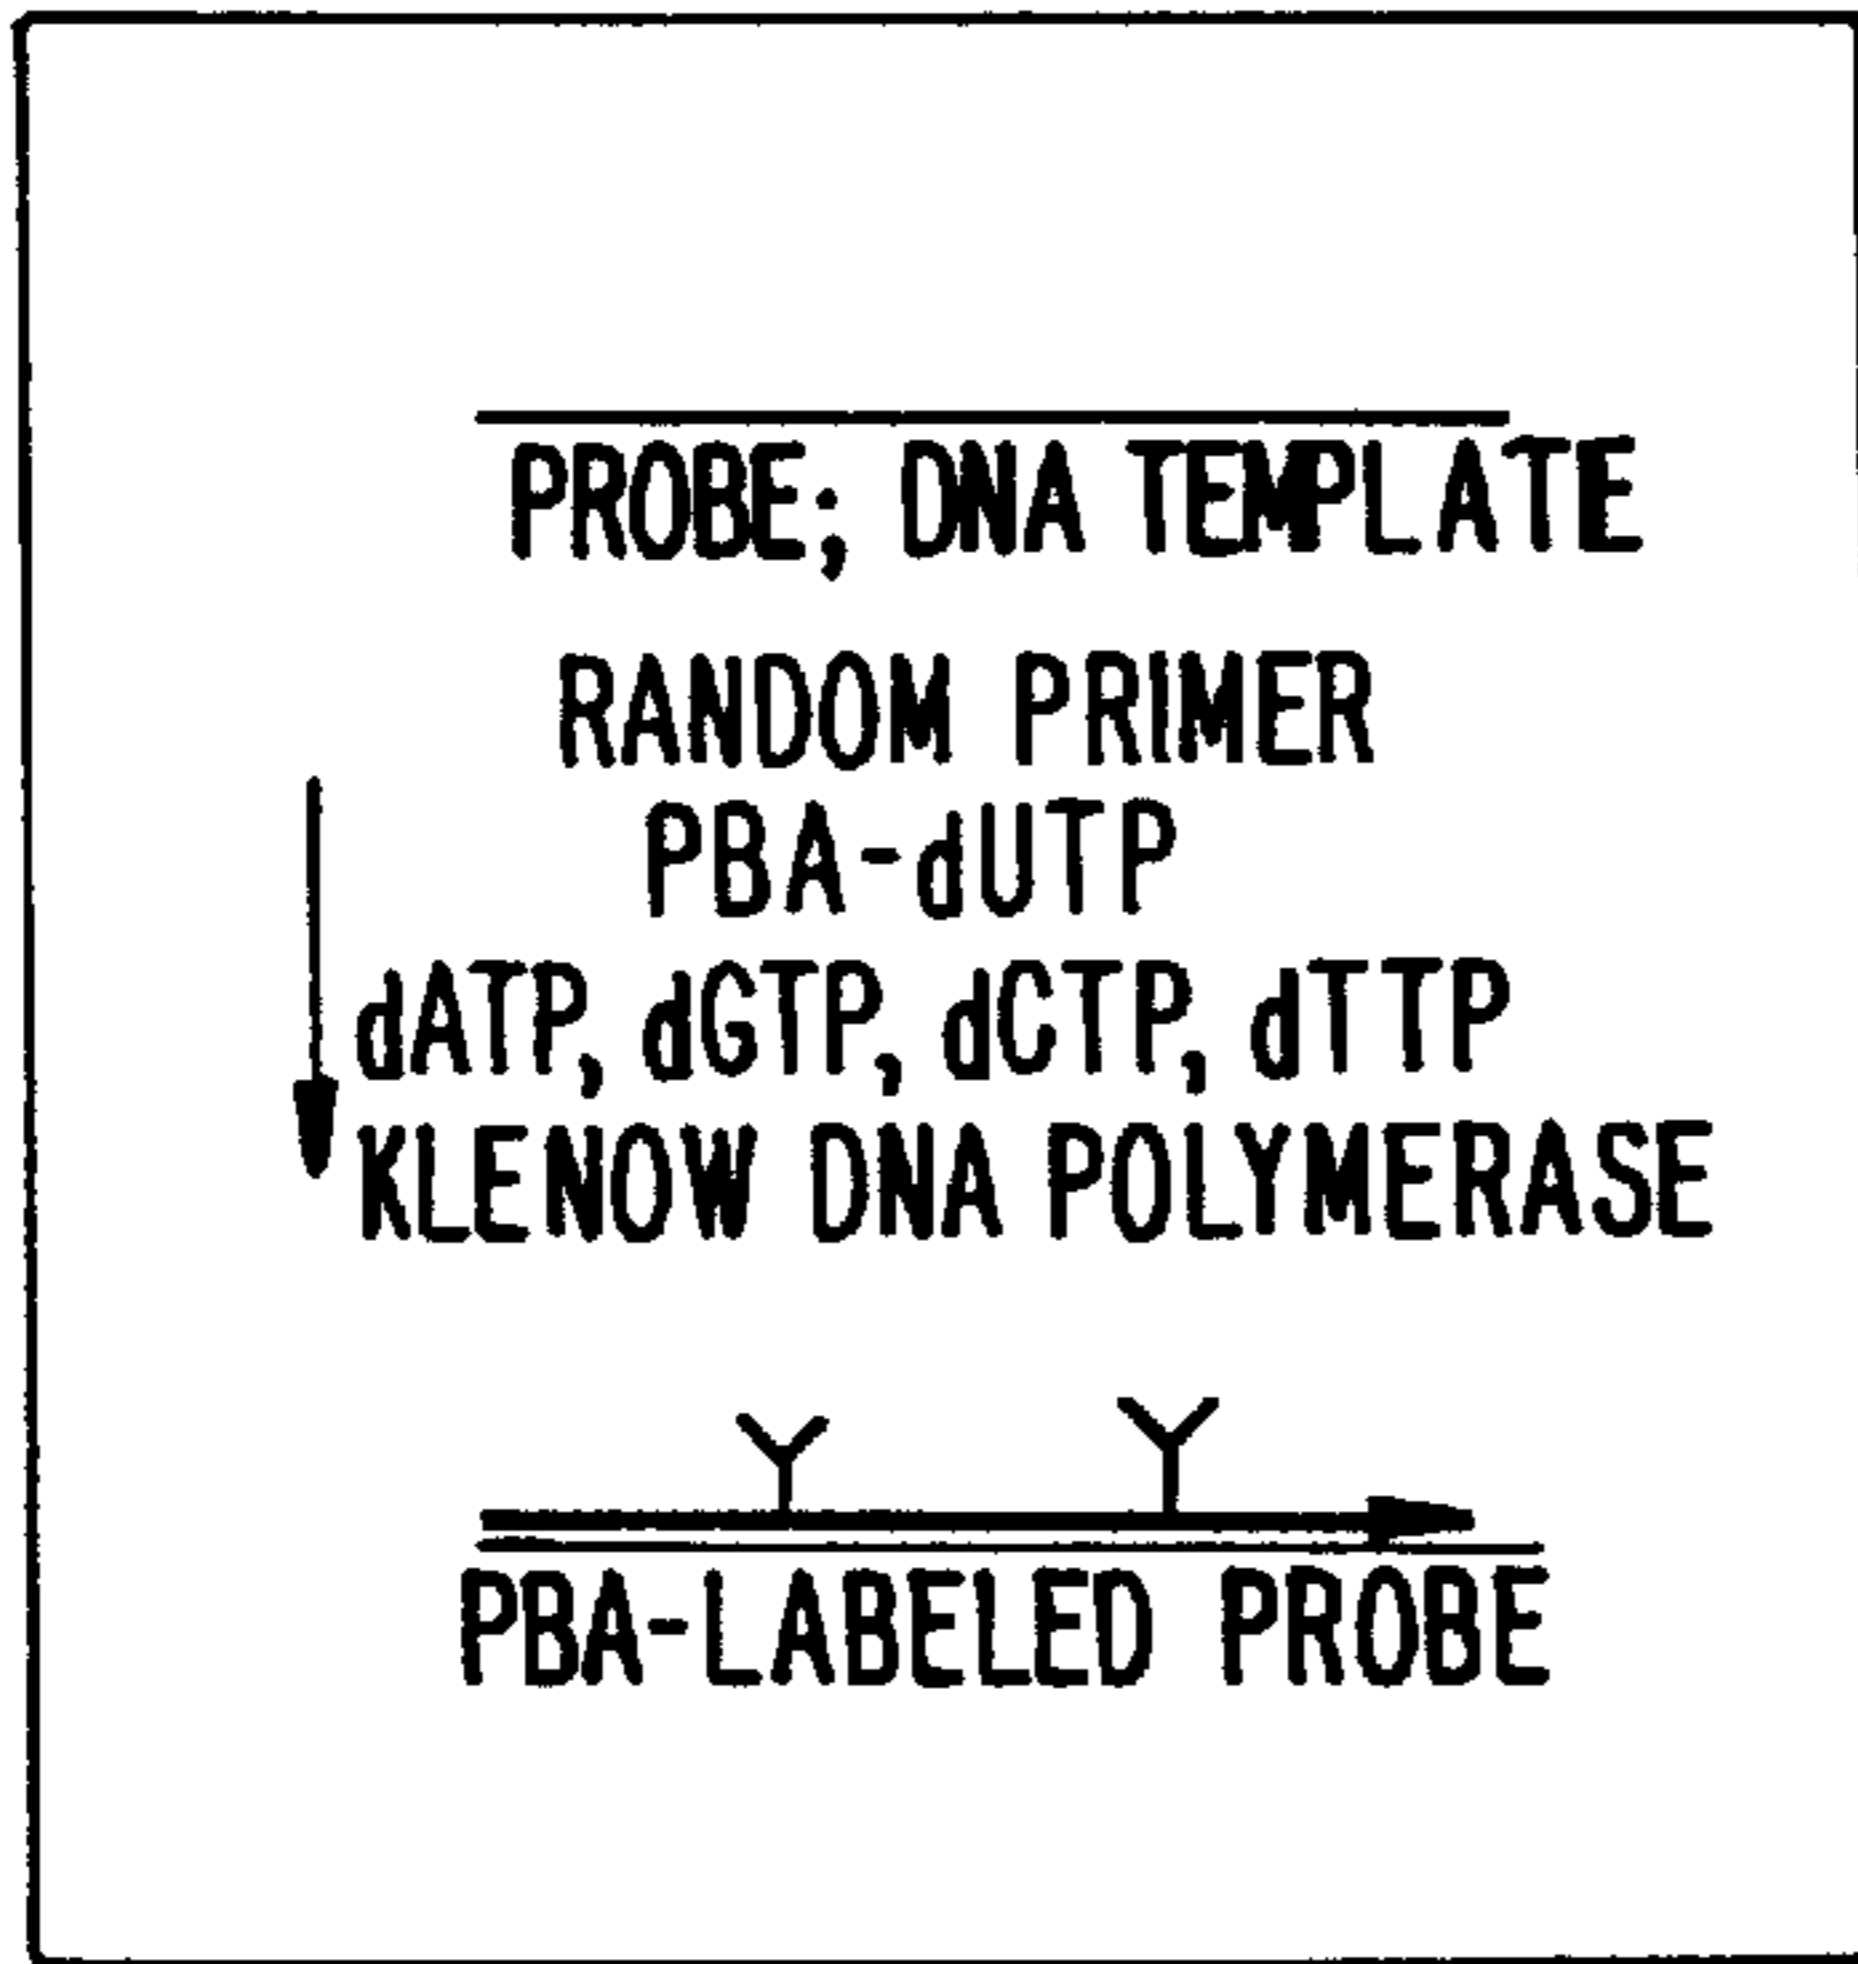 PROBE; DNA TEMPLATE
RANDOM PRIMER
PBA-dUTP
dATP, dGTP, dCTP, dTTP
KLENOW DNA POLYMERASE
PBA-LABELED PROBE